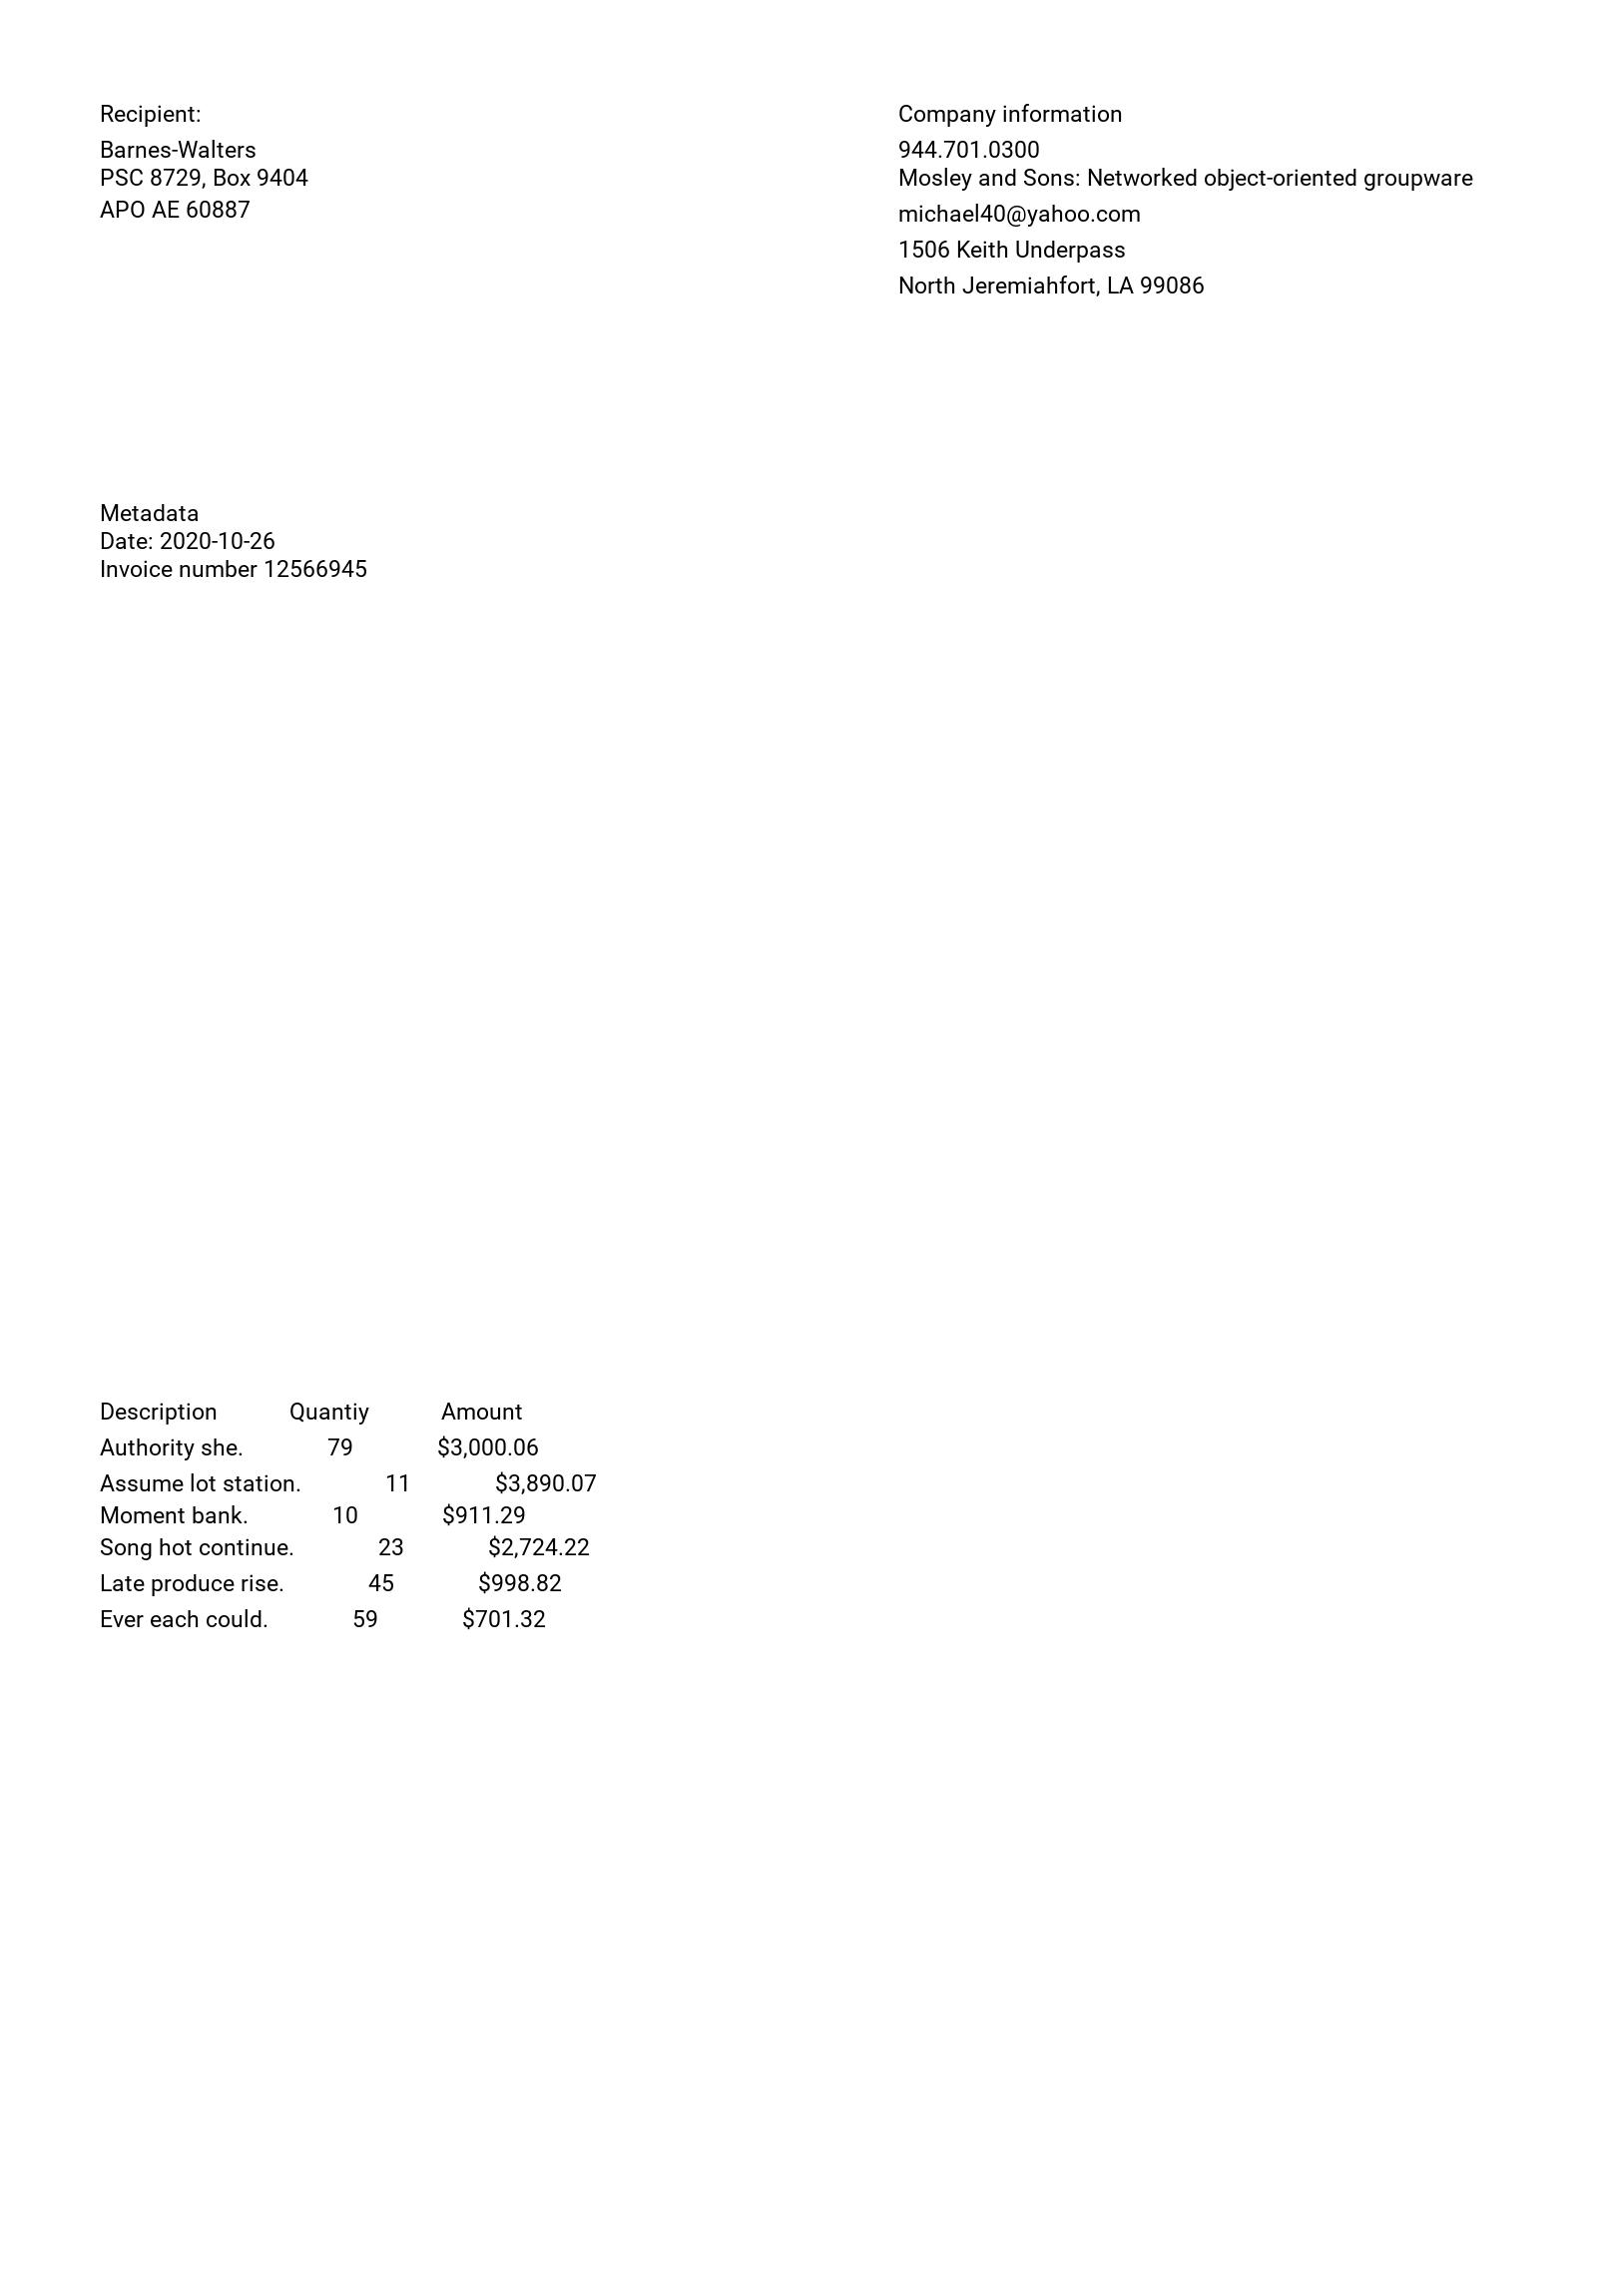 Recipient:
Barnes-Walters
PSC 8729, Box 9404
APO AE 60887
Company information
944.701.0300
Mosley and Sons: Networked object-oriented groupware
michael40@yahoo.com
1506 Keith Underpass
North Jeremiahfort, LA 99086
Metadata
Date: 2020-10-26
Invoice number 12566945
Description Quantiy Amount
Authority she. 79 $3,000.06
Assume lot station. 11 $3,890.07
Moment bank. 10 $911.29
Song hot continue. 23 $2,724.22
Late produce rise. 45 $998.82
Ever each could. 59 $701.32